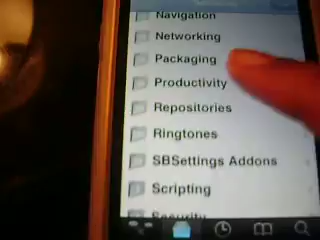 Navigation
Networking
Packaging
Productivity
Repositories
Ringtones
SBSettings Addons
Scripting
Security